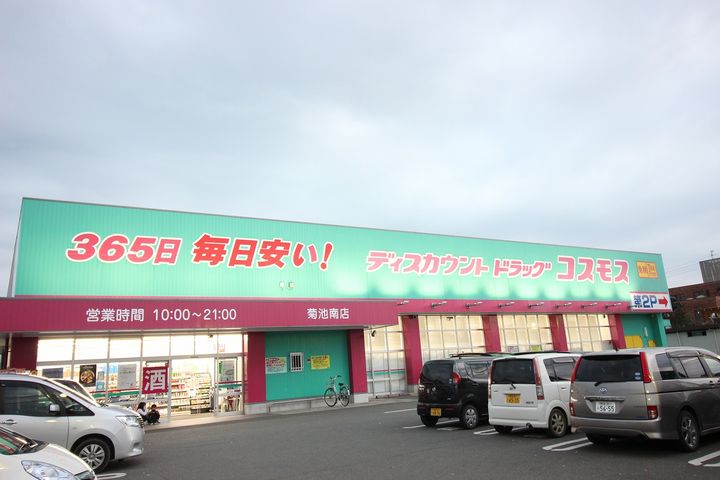 365日 毎日安い!
ディスカウント ドラッグ コスモス
第2P→
営業時間 10:00～21:00
菊池南店
酒
56-55